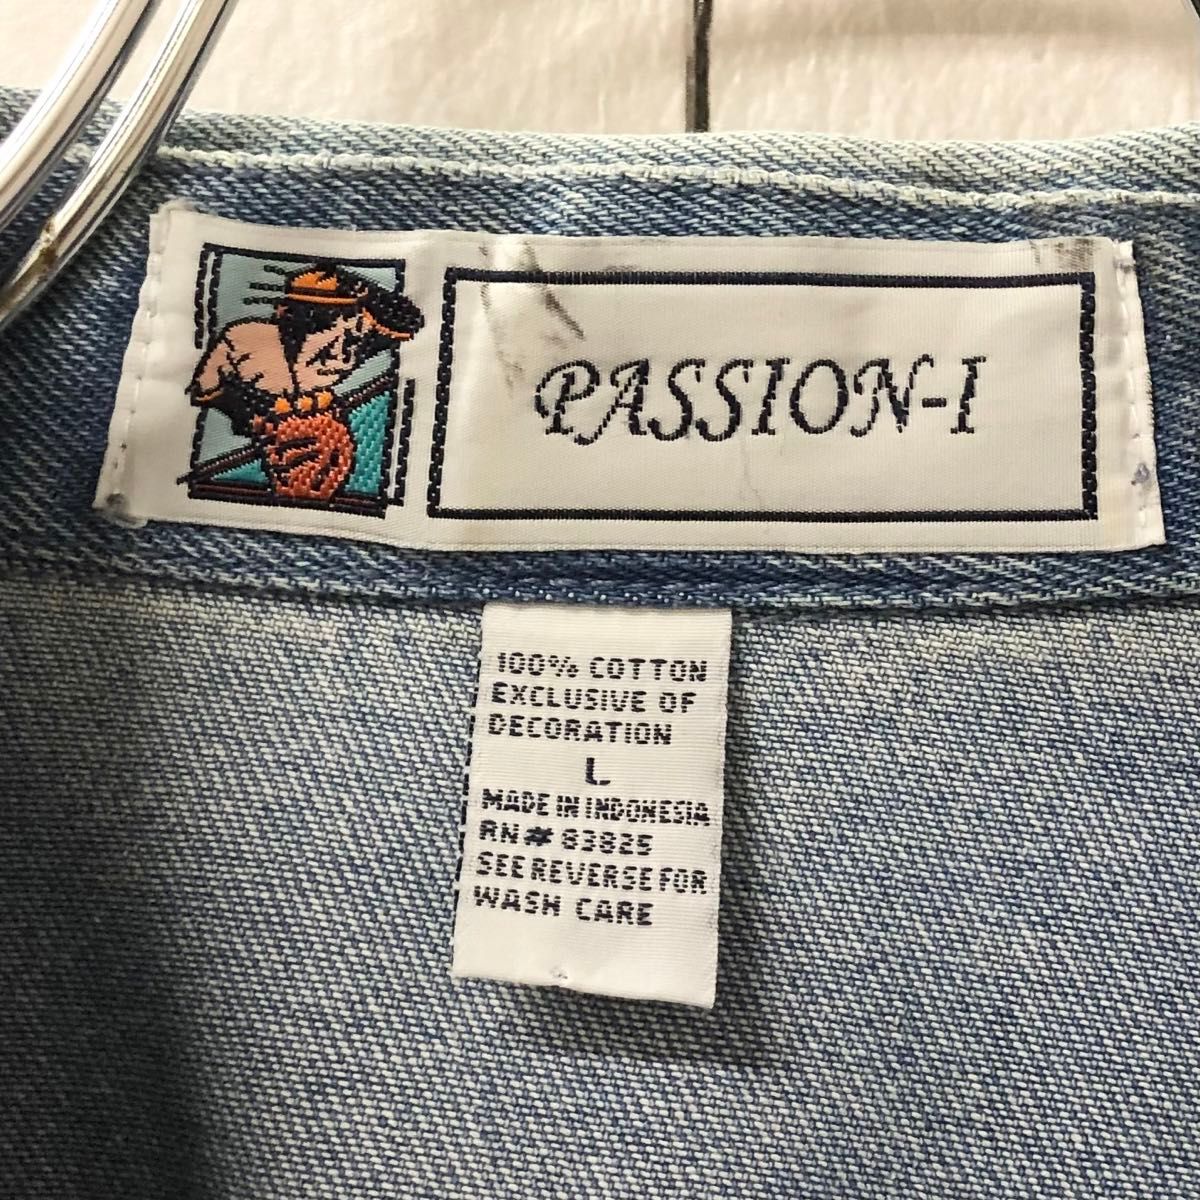 PASSION-I
100% COTTON
EXCLUSIVE OF
DECORATION
L
MADE IN INDONESIA
RN# 83825
SEE REVERSE FOR
WASH CARE